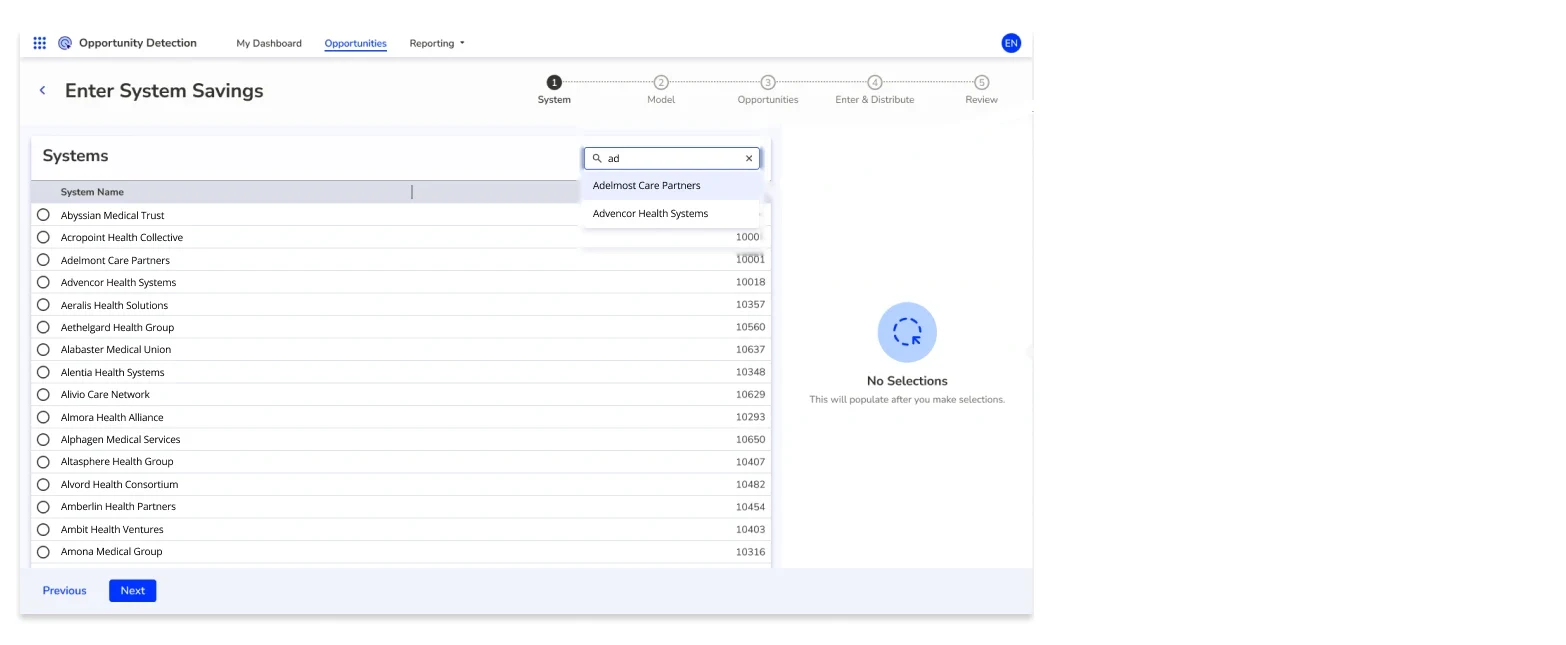 Opportunity Detection My Dashboard Opportunities Reporting EN
Enter System Savings
1 2 3 4 5
System Model Opportunities Enter & Distribute Review
Systems
ad
System Name
Adelmost Care Partners
Advencor Health Systems
Abyssian Medical Trust
Acropoint Health Collective 1000
Adelmont Care Partners 10001
Advencor Health Systems 10018
Aeralis Health Solutions 10357
Aethelgard Health Group 10560
Alabaster Medical Union 10637
Alentia Health Systems 10348
Alivio Care Network 10629
Almora Health Alliance 10293
Alphagen Medical Services 10650
Altasphere Health Group 10407
Alvord Health Consortium 10482
Amberlin Health Partners 10454
Ambit Health Ventures 10403
Amona Medical Group 10316
No Selections
This will populate after you make selections.
Previous Next